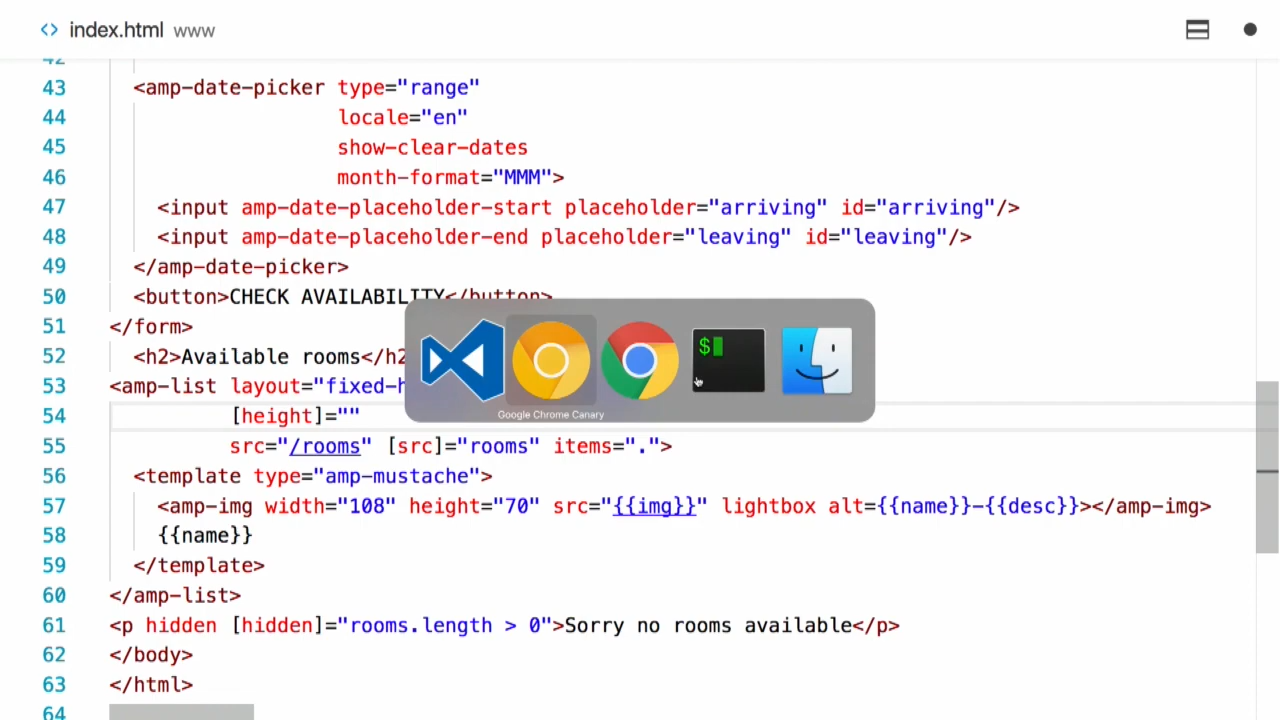 <> index.html www
42
43 <amp-date-picker type="range"
44 locale="en"
45 show-clear-dates
46 month-format="MMM">
47 <input amp-date-placeholder-start placeholder="arriving" id="arriving"/>
48 <input amp-date-placeholder-end placeholder="leaving" id="leaving"/>
49 </amp-date-picker>
50 <button>CHECK AVAILABILITY</button>
51 </form>
52 <h2>Available rooms</h2
53 <amp-list layout="fixed-h
$
54 [height]=""
Google Chrome Canary
55 src="/rooms" [src]="rooms" items=".">
56 <template type="amp-mustache">
57 <amp-img width="108" height="70" src="{{img}}" lightbox alt={{name}}-{{desc}}></amp-img>
58 {{name}}
59 </template>
60 </amp-list>
61 <p hidden [hidden]="rooms.length > 0">Sorry no rooms available</p>
62 </body>
63 </html>
64